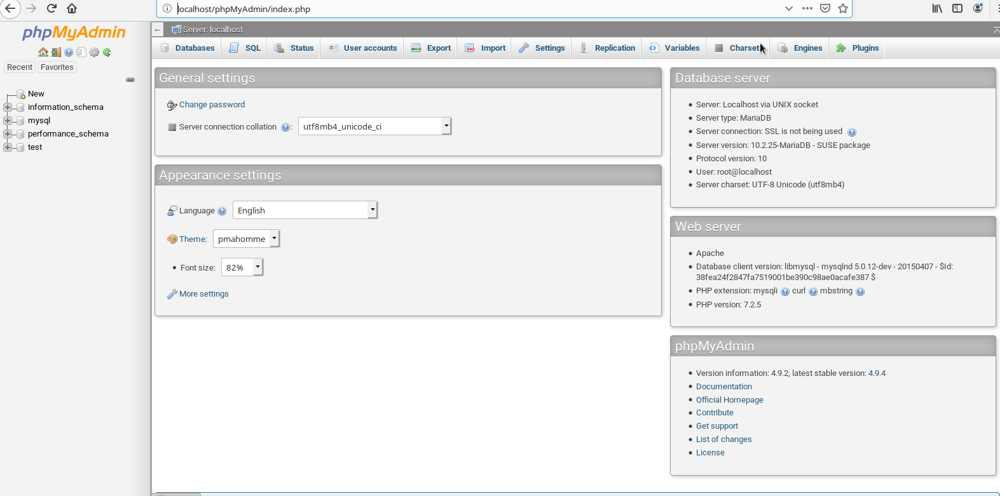 localhost/phpMyAdmin/index.php
phpMyAdmin
Recent Favorites
New
information_schema
mysql
performance_schema
test
Server: localhost
Databases SQL Status User accounts Export Import Settings Replication Variables Charsets Engines Plugins
General settings
Change password
Server connection collation : utf8mb4_unicode_ci
Appearance settings
Language English
Theme: pmahomme
• Font size: 82%
More settings
Database server
• Server: Localhost via UNIX socket
• Server type: MariaDB
• Server connection: SSL is not being used
• Server version: 10.2.25-MariaDB - SUSE package
• Protocol version: 10
• User: root@localhost
• Server charset: UTF-8 Unicode (utf8mb4)
Web server
• Apache
• Database client version: libmysql - mysqlnd 5.0.12-dev - 20150407 - $Id:
38fea24f2847fa7519001be390c98ae0acafe387 $
• PHP extension: mysqli curl mbstring
• PHP version: 7.2.5
phpMyAdmin
• Version information: 4.9.2, latest stable version: 4.9.4
• Documentation
• Official Homepage
• Contribute
• Get support
• List of changes
• License